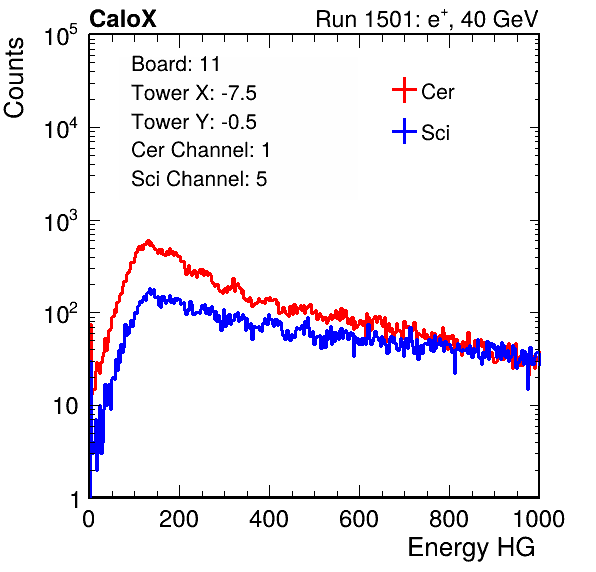 CaloX Run 1501: e⁺, 40 GeV
Counts
10⁵
10⁴
10³
10²
10
1
Board: 11
Tower X: -7.5
Tower Y: -0.5
Cer Channel: 1
Sci Channel: 5
Cer
Sci
0 200 400 600 800 1000
Energy HG